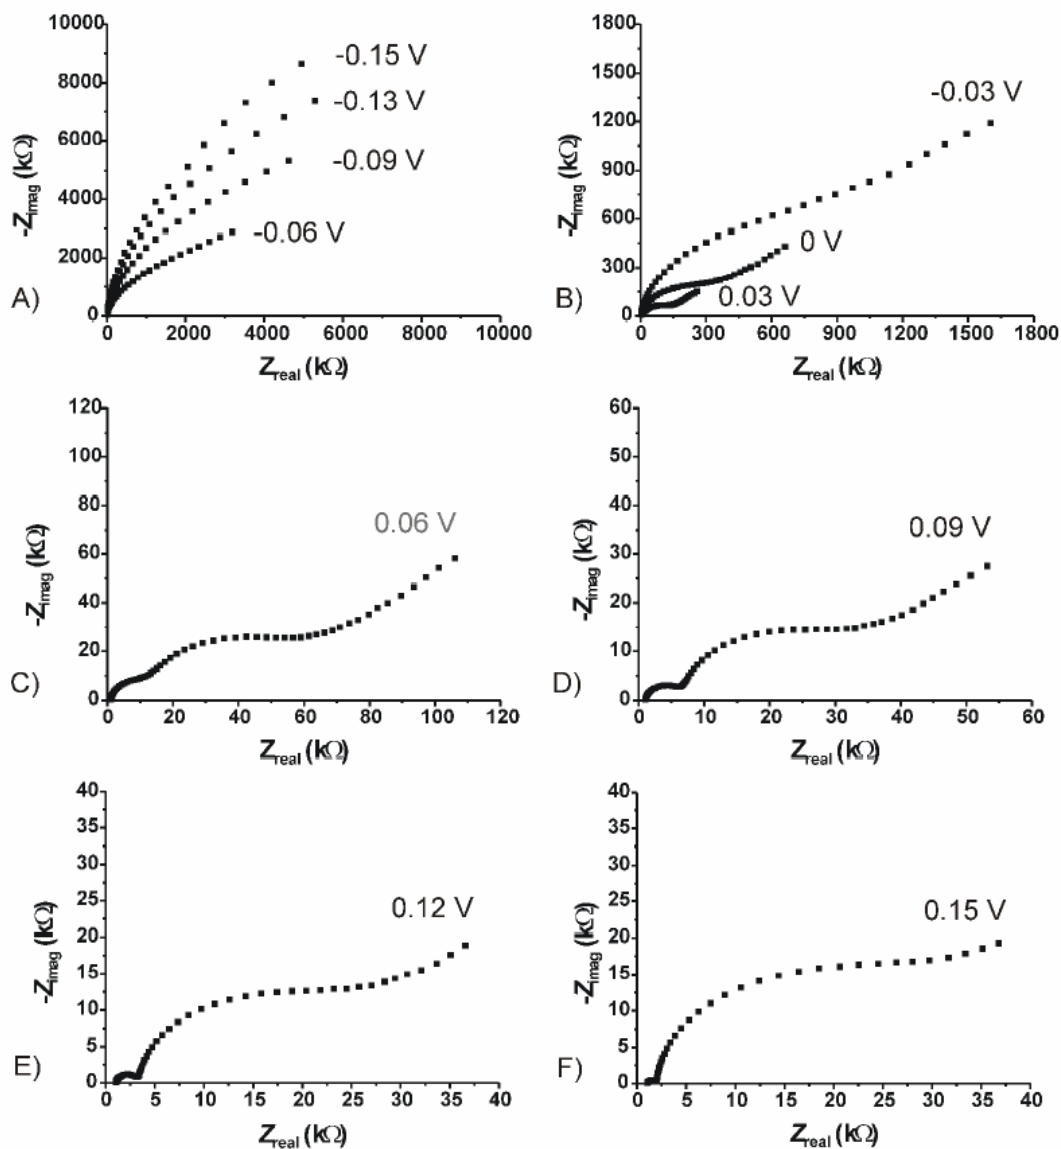 10000
8000
6000
4000
2000
0
-Zimag (kΩ)
-0.15 V
-0.13 V
-0.09 V
-0.06 V
A)
0 2000 4000 6000 8000 10000
Zreal (kΩ)
1800
1500
1200
900
600
300
0
-Zimag (kΩ)
-0.03 V
0 V
0.03 V
B)
0 300 600 900 1200 1500 1800
Zreal (kΩ)
120
100
80
60
40
20
0
-Zimag (kΩ)
0.06 V
C)
0 20 40 60 80 100 120
Zreal (kΩ)
60
50
40
30
20
10
0
-Zimag (kΩ)
0.09 V
D)
0 10 20 30 40 50 60
Zreal (kΩ)
40
35
30
25
20
15
10
5
0
-Zimag (kΩ)
0.12 V
E)
0 5 10 15 20 25 30 35 40
Zreal (kΩ)
40
35
30
25
20
15
10
5
0
-Zimag (kΩ)
0.15 V
F)
0 5 10 15 20 25 30 35 40
Zreal (kΩ)